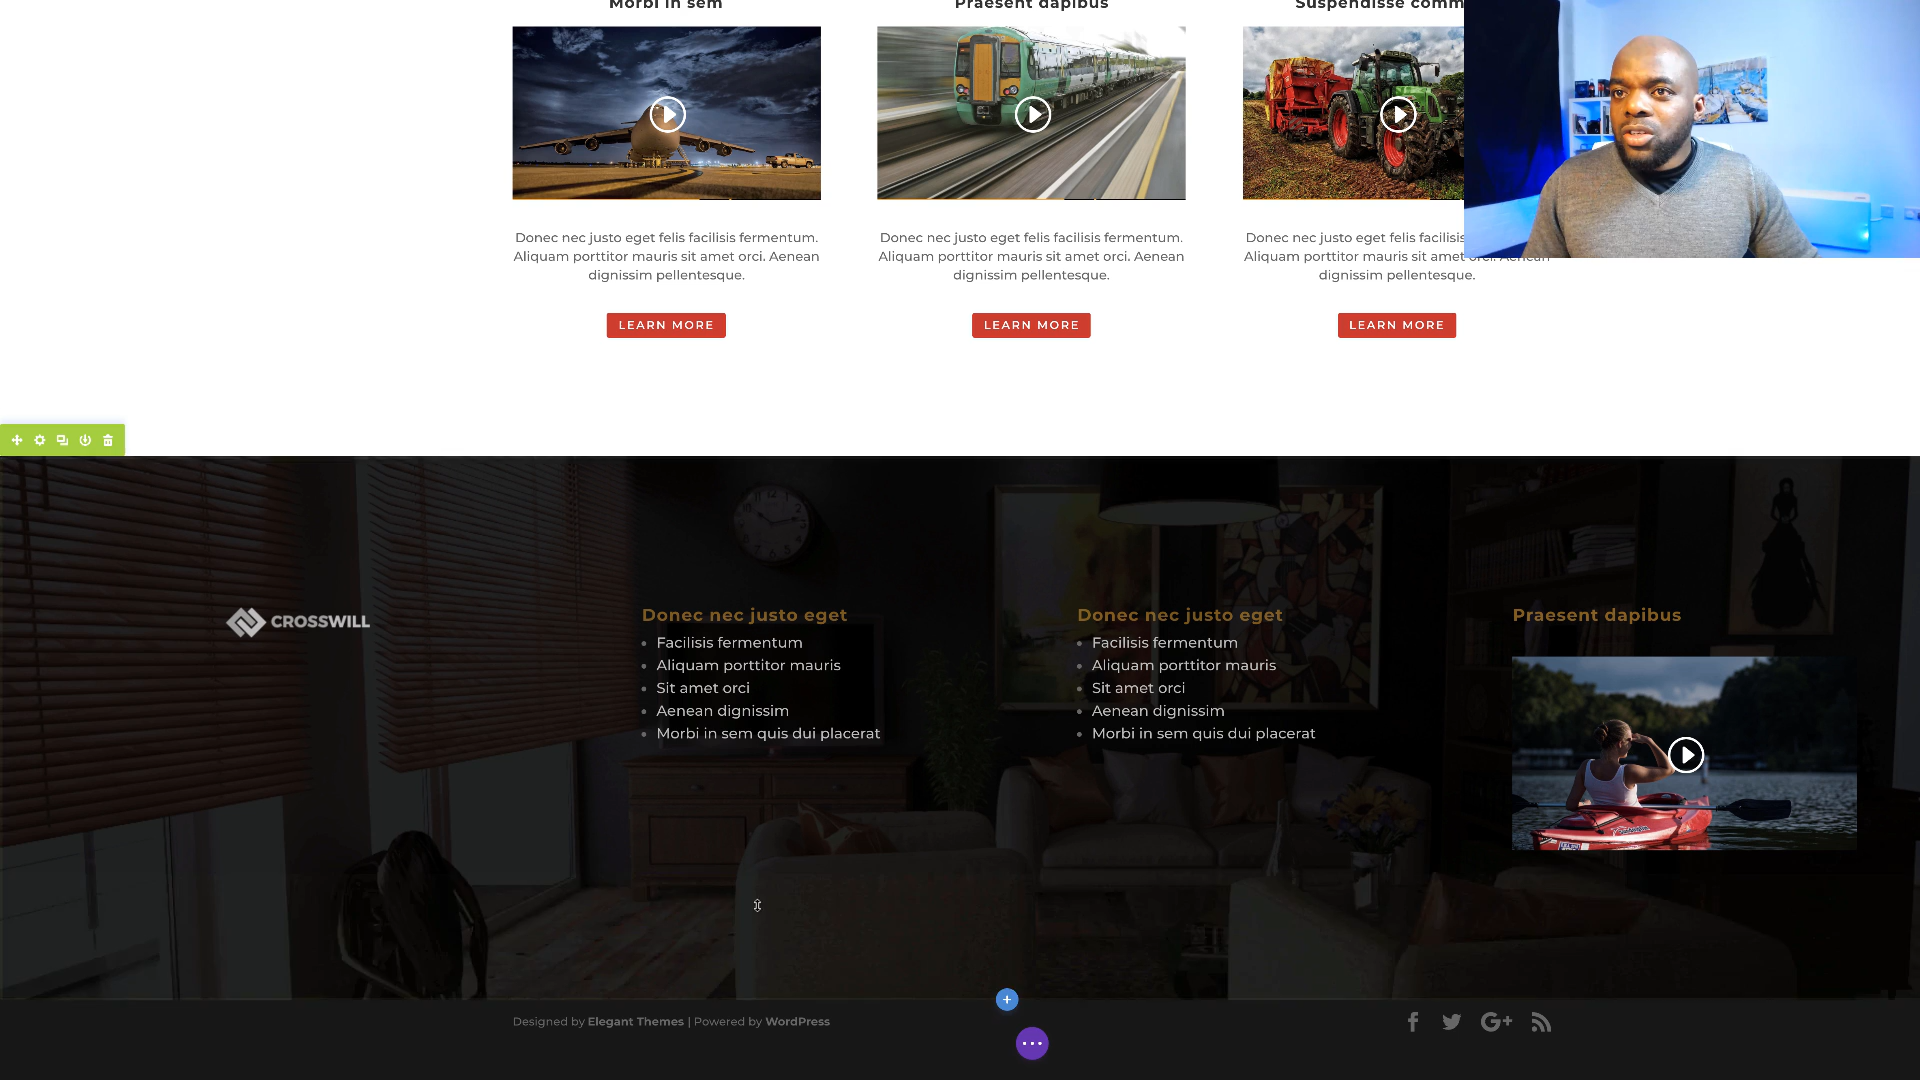 Morbi in sem
Praesent dapibus
Suspendisse comm
Donec nec justo eget felis facilisis fermentum.
Aliquam porttitor mauris sit amet orci. Aenean
dignissim pellentesque.
Donec nec justo eget felis facilisis fermentum.
Aliquam porttitor mauris sit amet orci. Aenean
dignissim pellentesque.
Donec nec justo eget felis facilisis
Aliquam porttitor mauris sit amet orci. Aenean
dignissim pellentesque.
LEARN MORE
LEARN MORE
LEARN MORE
CROSSWILL
Donec nec justo eget
Facilisis fermentum
Aliquam porttitor mauris
Sit amet orci
Aenean dignissim
Morbi in sem quis dui placerat
Donec nec justo eget
Facilisis fermentum
Aliquam porttitor mauris
Sit amet orci
Aenean dignissim
Morbi in sem quis dui placerat
Praesent dapibus
Designed by Elegant Themes | Powered by WordPress